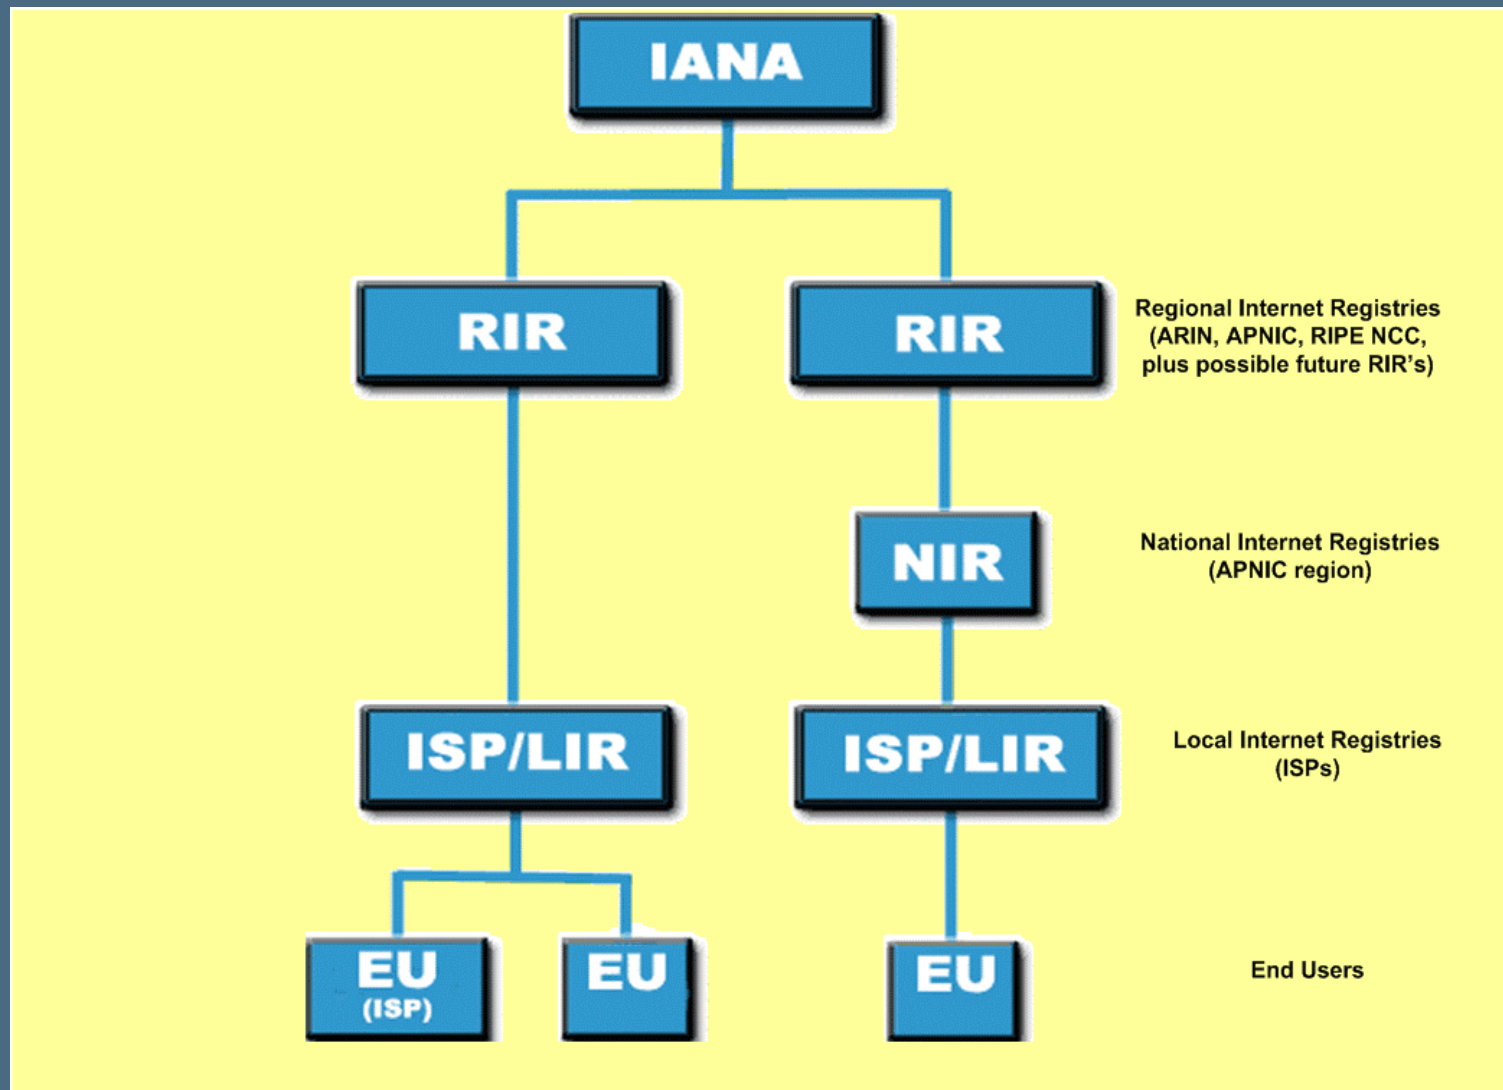 IANA
RIR
RIR
Regional Internet Registries
(ARIN, APNIC, RIPE NCC,
plus possible future RIR's)
NIR
National Internet Registries
(APNIC region)
ISP/LIR
ISP/LIR
Local Internet Registries
(ISPs)
EU
(ISP)
EU
EU
End Users